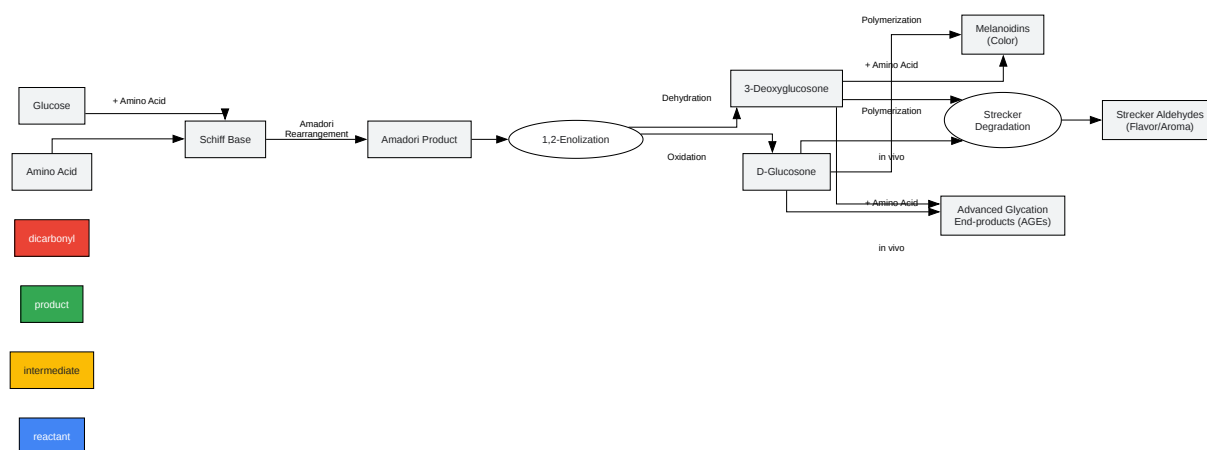 Polymerization
Melanoidins
(Color)
+ Amino Acid
3-Deoxyglucosone
Glucose
+ Amino Acid
Dehydration
Polymerization
Strecker
Degradation
Strecker Aldehydes
(Flavor/Aroma)
Schiff Base
Amadori
Rearrangement
Amadori Product
1,2-Enolization
Oxidation
in vivo
Amino Acid
D-Glucosone
+ Amino Acid
Advanced Glycation
End-products (AGEs)
in vivo
dicarbonyl
product
intermediate
reactant